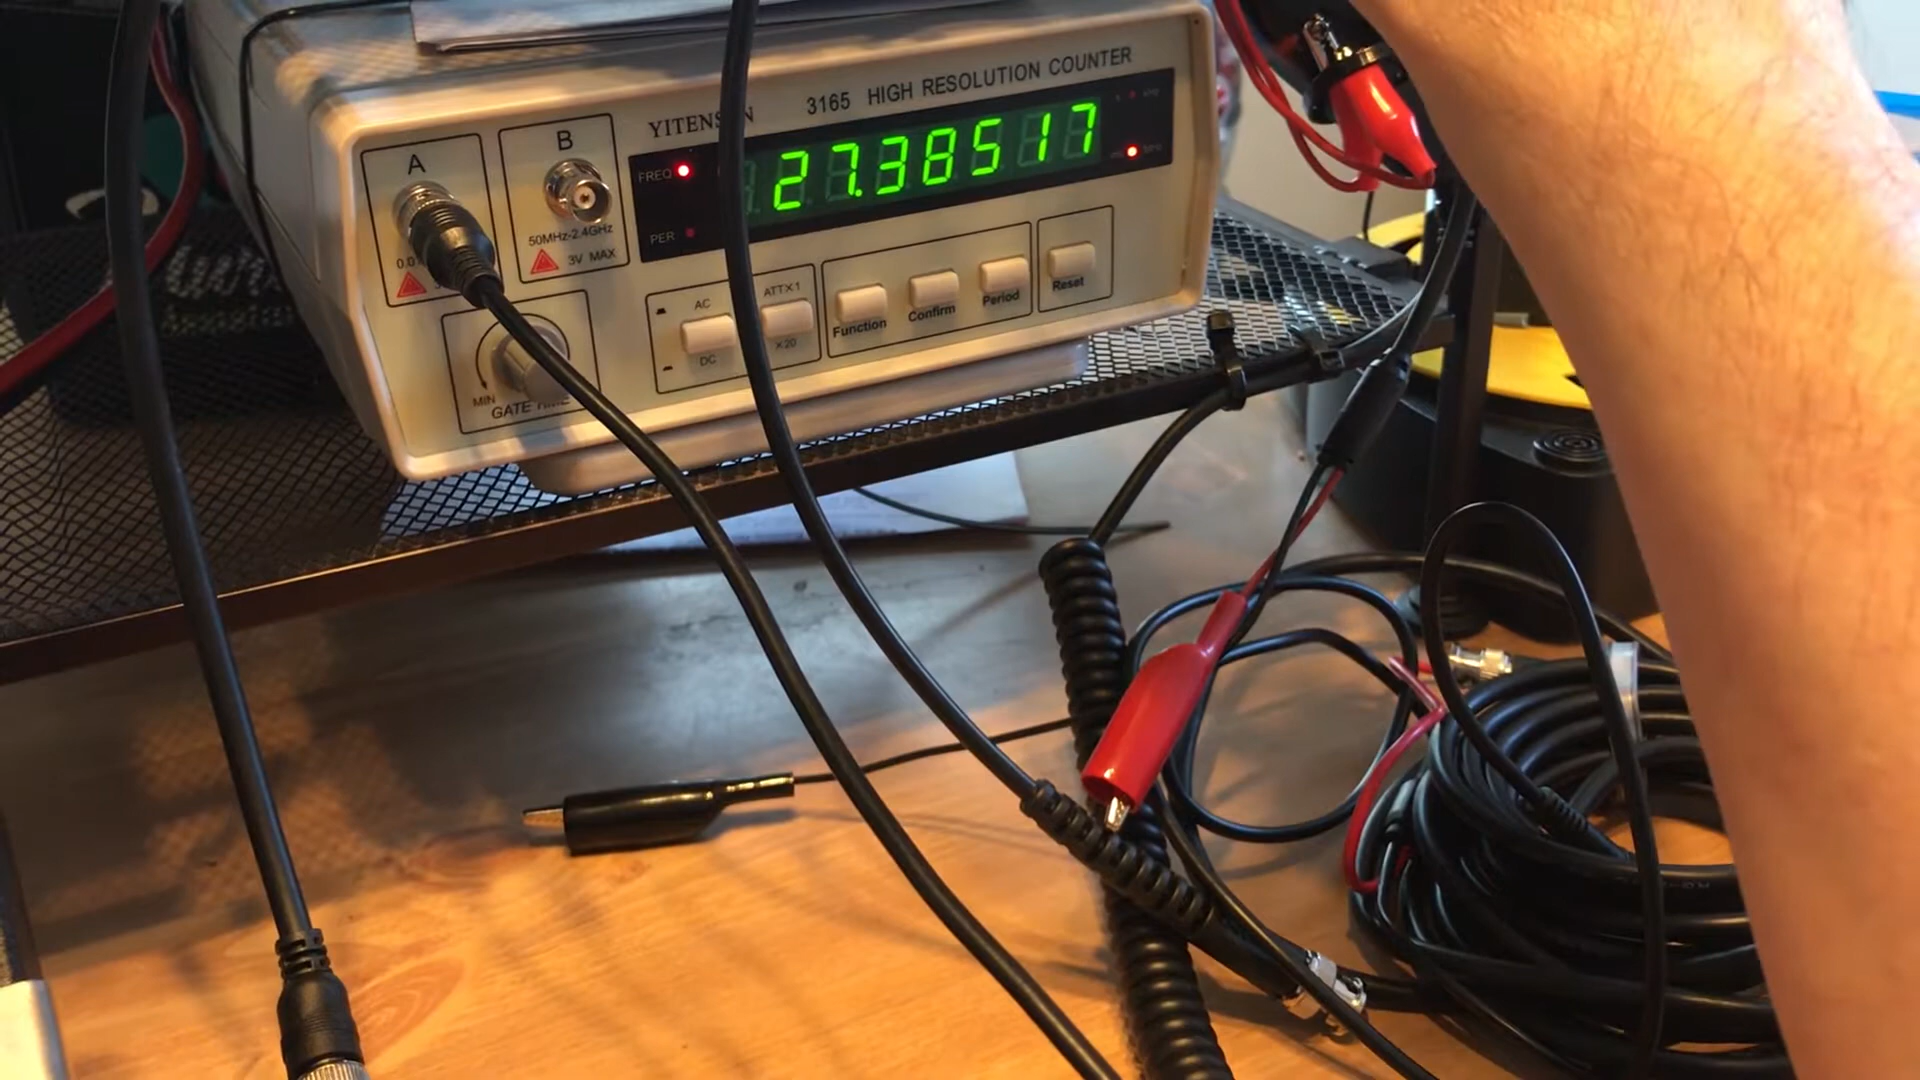 3165 HIGH RESOLUTION COUNTER
A
B
FREQ
27.38517
PER
50MHz-2.4GHz
3V MAX
AC
DC
ATT×1
×20
Function
Confirm
Period
Reset
MIN
GATE